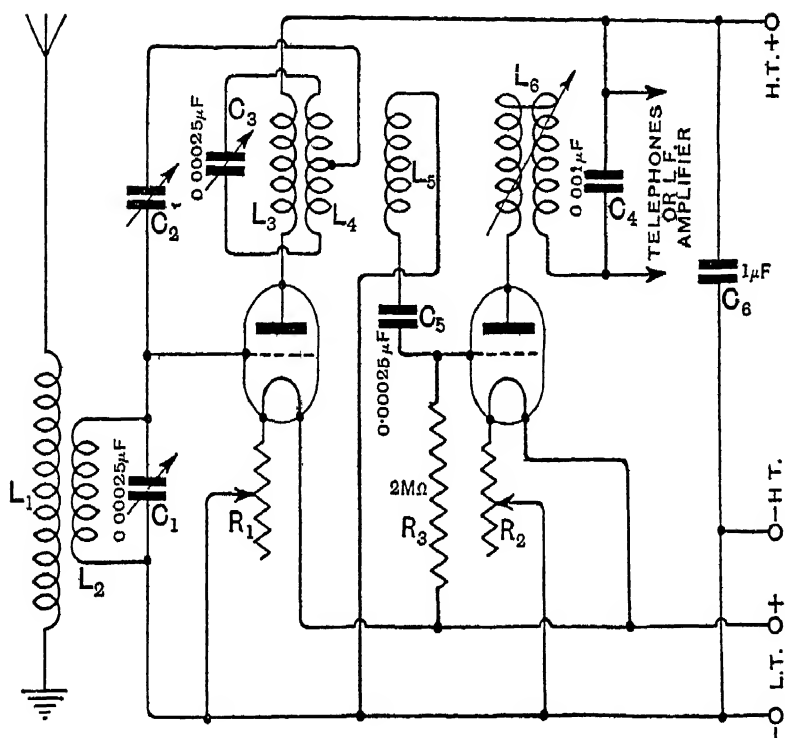 H.T.+
L₆
C₃
0·00025µF
0·001µF
TELEPHONES
OR L.F.
AMPLIFIER
L₅
C₂
L₃
L₄
C₄
1µF
C₆
C₅
0·00025µF
L₁
0·00025µF
C₁
2MΩ
R₁
R₃
R₂
-HT.
L₂
+
L.T.
-